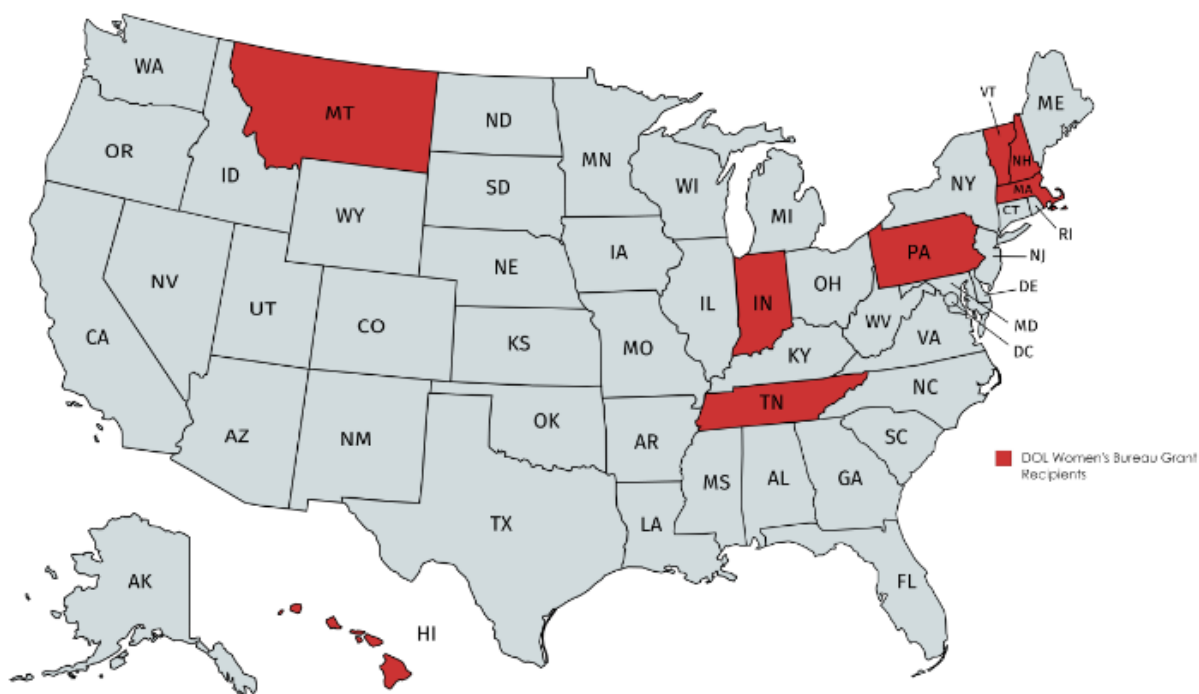 WA
MT
ND
MN
VT
ME
OR
ID
SD
WI
MI
NY
NH
MA
CT
RI
WY
IA
PA
NJ
NV
NE
IL
IN
OH
DE
UT
CO
KS
MO
WV
VA
MD
DC
CA
KY
AZ
NM
OK
AR
TN
NC
SC
MS
AL
GA
TX
LA
FL
AK
HI
DOL Women's Bureau Grant
Recipients